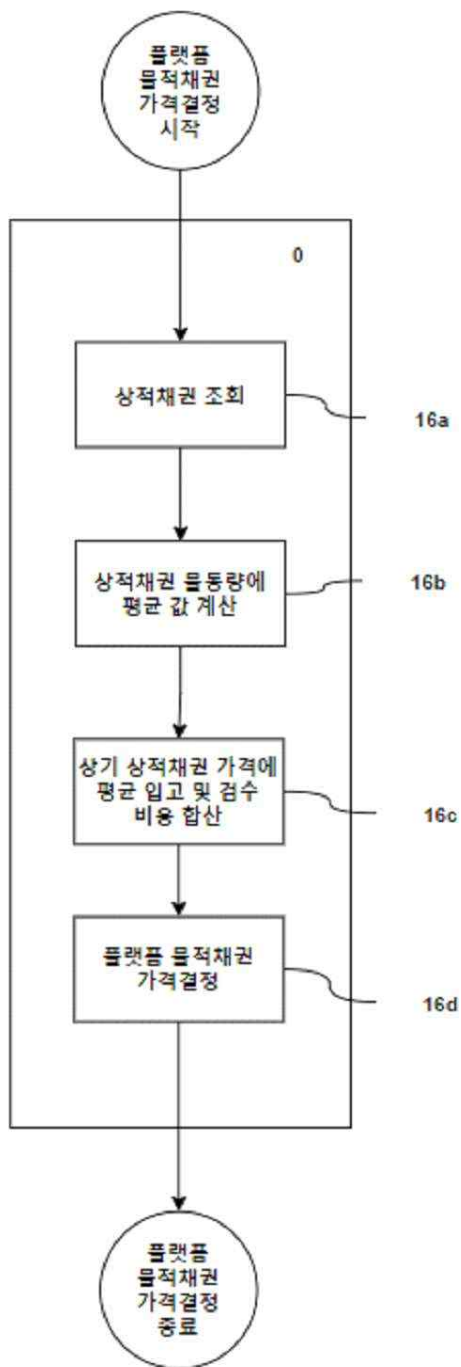 플랫폼
물적채권
가격결정
시작
0
상적채권 조회
16a
상적채권 물동량에
평균 값 계산
16b
상기 상적채권 가격에
평균 입고 및 검수
비용 합산
16c
플랫폼 물적채권
가격결정
16d
플랫폼
물적채권
가격결정
종료